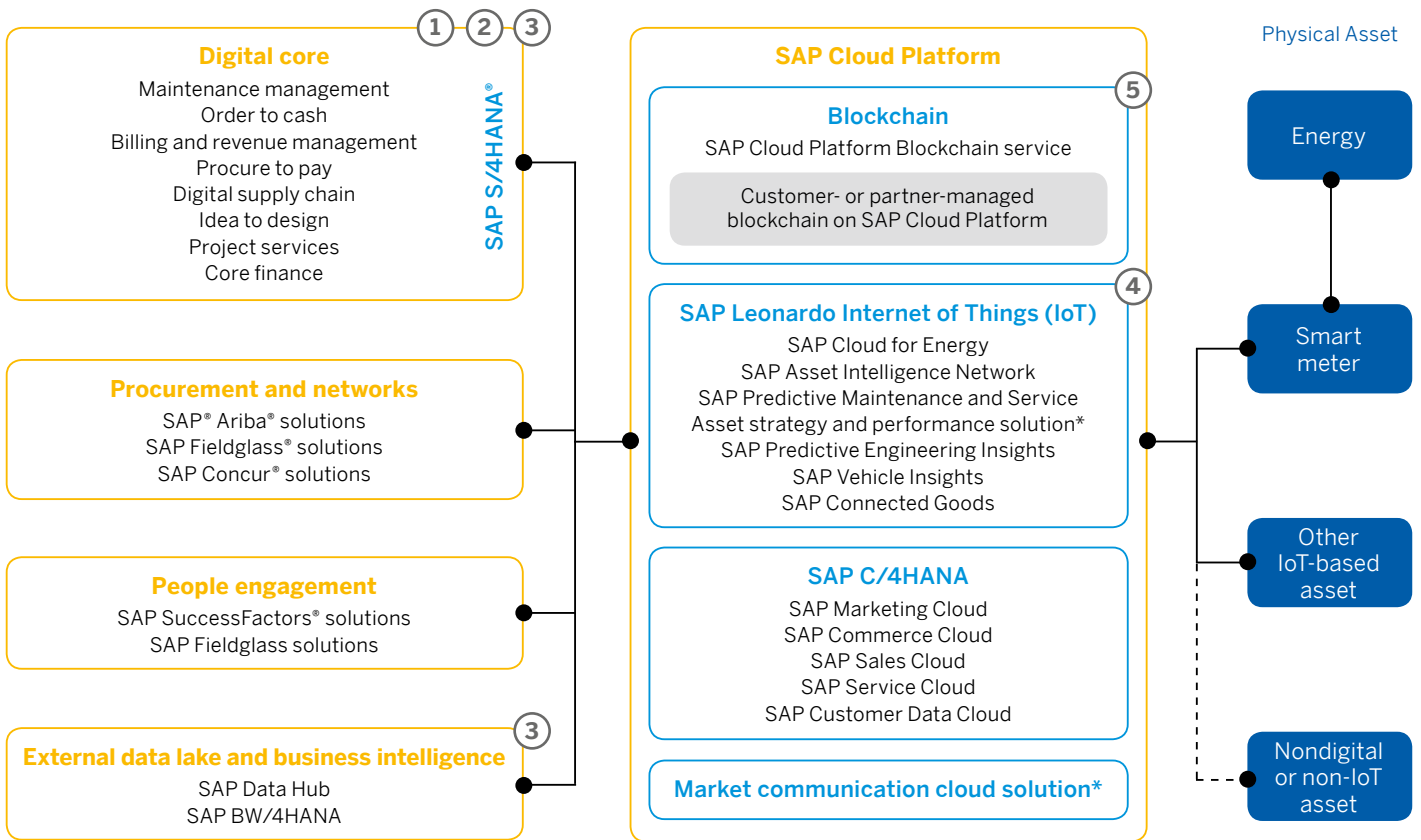 1 2 3
Digital core
Maintenance management
Order to cash
Billing and revenue management
Procure to pay
Digital supply chain
Idea to design
Project services
Core finance
SAP S/4HANA®
Procurement and networks
SAP® Ariba® solutions
SAP Fieldglass® solutions
SAP Concur® solutions
People engagement
SAP SuccessFactors® solutions
SAP Fieldglass solutions
3
External data lake and business intelligence
SAP Data Hub
SAP BW/4HANA
SAP Cloud Platform
5
Blockchain
SAP Cloud Platform Blockchain service
Customer- or partner-managed
blockchain on SAP Cloud Platform
4
SAP Leonardo Internet of Things (IoT)
SAP Cloud for Energy
SAP Asset Intelligence Network
SAP Predictive Maintenance and Service
Asset strategy and performance solution*
SAP Predictive Engineering Insights
SAP Vehicle Insights
SAP Connected Goods
SAP C/4HANA
SAP Marketing Cloud
SAP Commerce Cloud
SAP Sales Cloud
SAP Service Cloud
SAP Customer Data Cloud
Market communication cloud solution*
Physical Asset
Energy
Smart
meter
Other
IoT-based
asset
Nondigital
or non-IoT
asset